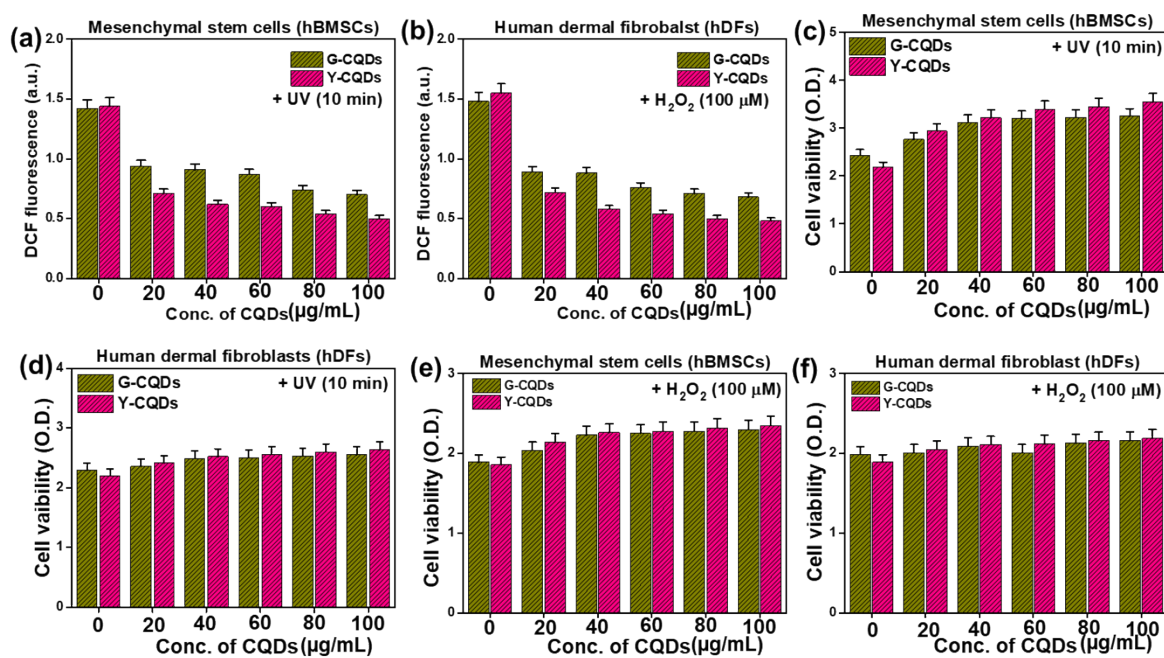 (a)
Mesenchymal stem cells (hBMSCs)
DCF fluorescence (a.u.)
2.0
1.5
1.0
0.5
0.0
G-CQDs
Y-CQDs
+ UV (10 min)
0 20 40 60 80 100
Conc. of CQDs(µg/mL)
(b)
Human dermal fibrobalst (hDFs)
DCF fluorescence (a.u.)
2.0
1.5
1.0
0.5
0.0
G-CQDs
Y-CQDs
+ H₂O₂ (100 µM)
0 20 40 60 80 100
Conc. of CQDs(µg/mL)
(c)
Mesenchymal stem cells (hBMSCs)
Cell vaibility (O.D.)
5
4
3
2
1
0
G-CQDs
Y-CQDs
+ UV (10 min)
0 20 40 60 80 100
Conc. of CQDs(µg/mL)
(d)
Human dermal fibroblasts (hDFs)
Cell vaibility (O.D.)
4
3
2
1
0
G-CQDs
Y-CQDs
+ UV (10 min)
0 20 40 60 80 100
Conc. of CQDs(µg/mL)
(e)
Mesenchymal stem cells (hBMSCs)
Cell viability (O.D.)
3
2
1
0
G-CQDs
Y-CQDs
+ H₂O₂ (100 µM)
0 20 40 60 80 100
Conc. of CQDs(µg/mL)
(f)
Human dermal fibroblast (hDFs)
Cell viability (O.D.)
3
2
1
0
G-CQDs
Y-CQDs
+ H₂O₂ (100 µM)
0 20 40 60 80 100
Conc. of CQDs(µg/mL)